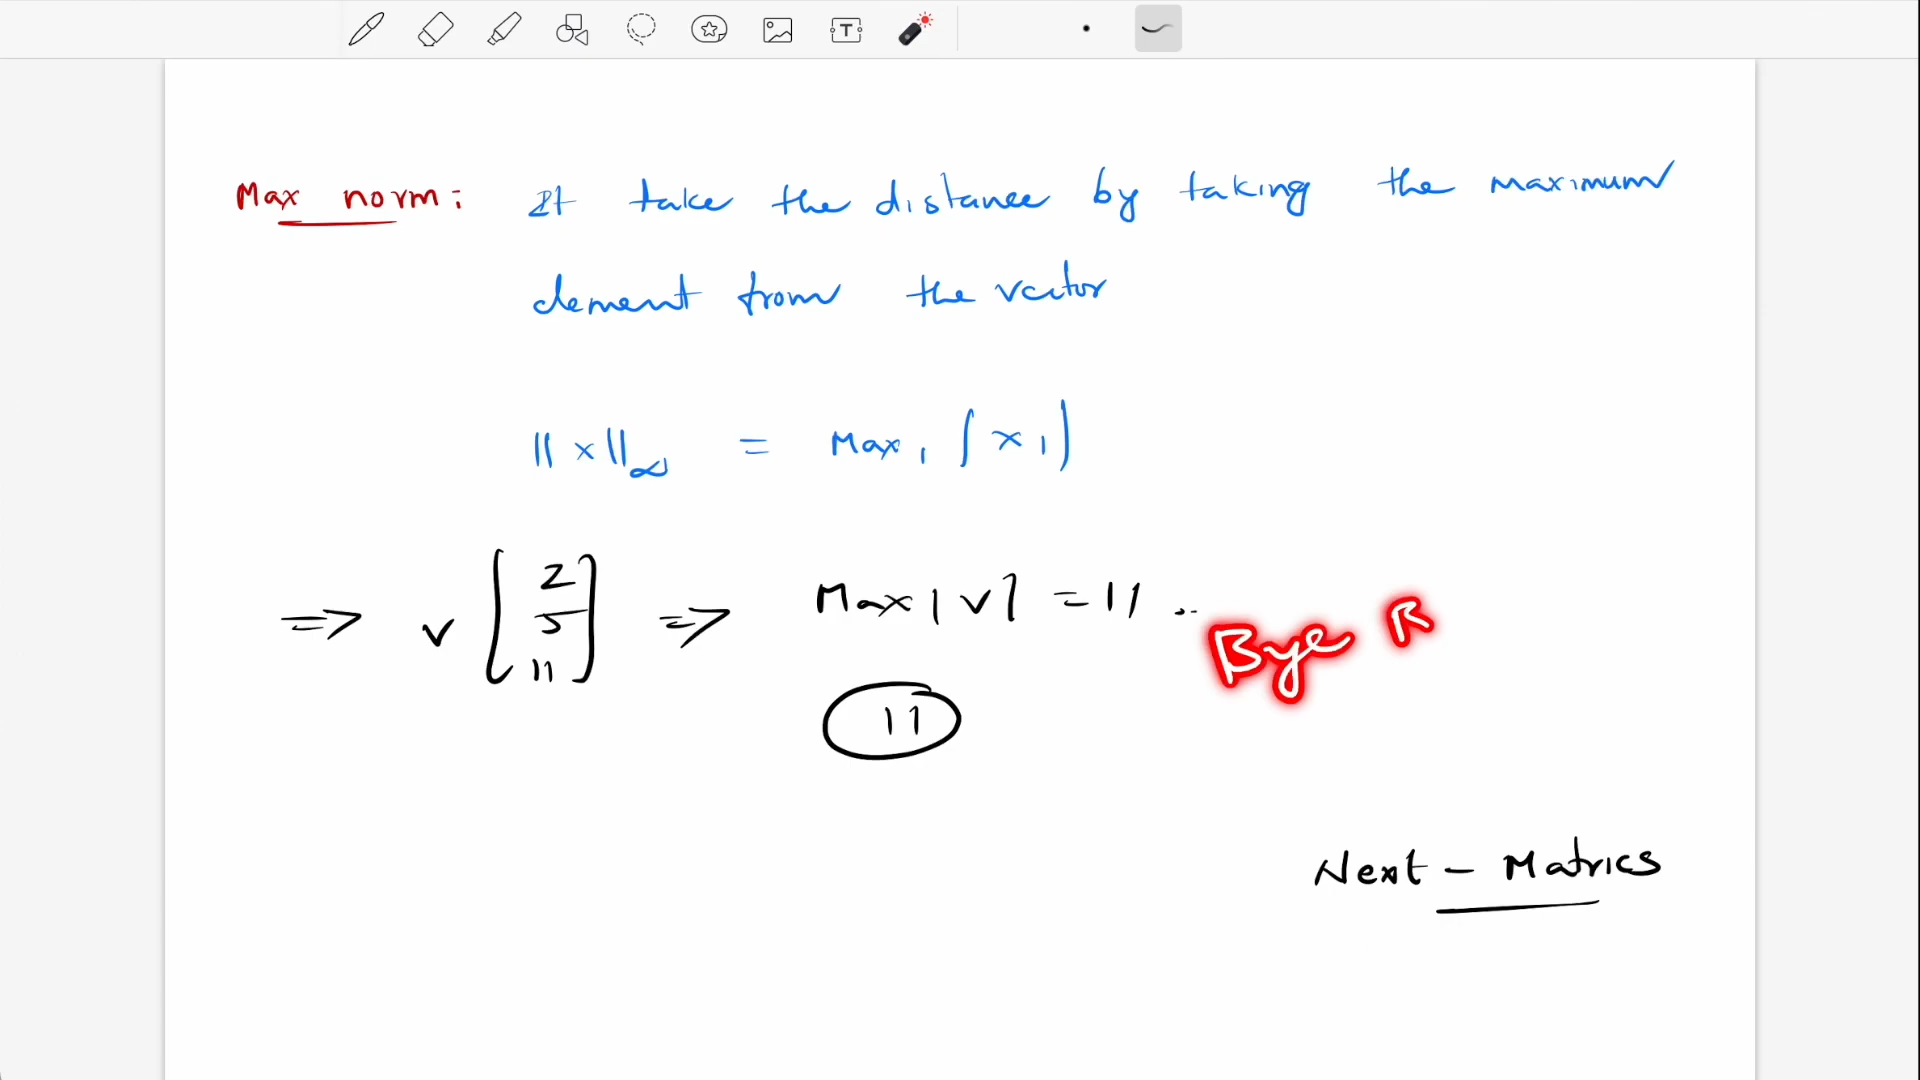 Max norm: It take the distance by taking the maximum
element from the vector
||x||∞ = Max, |x1|
=> v [2 5 11] => Max |v| = 11 ..
Bye R
11
Next - Matrics